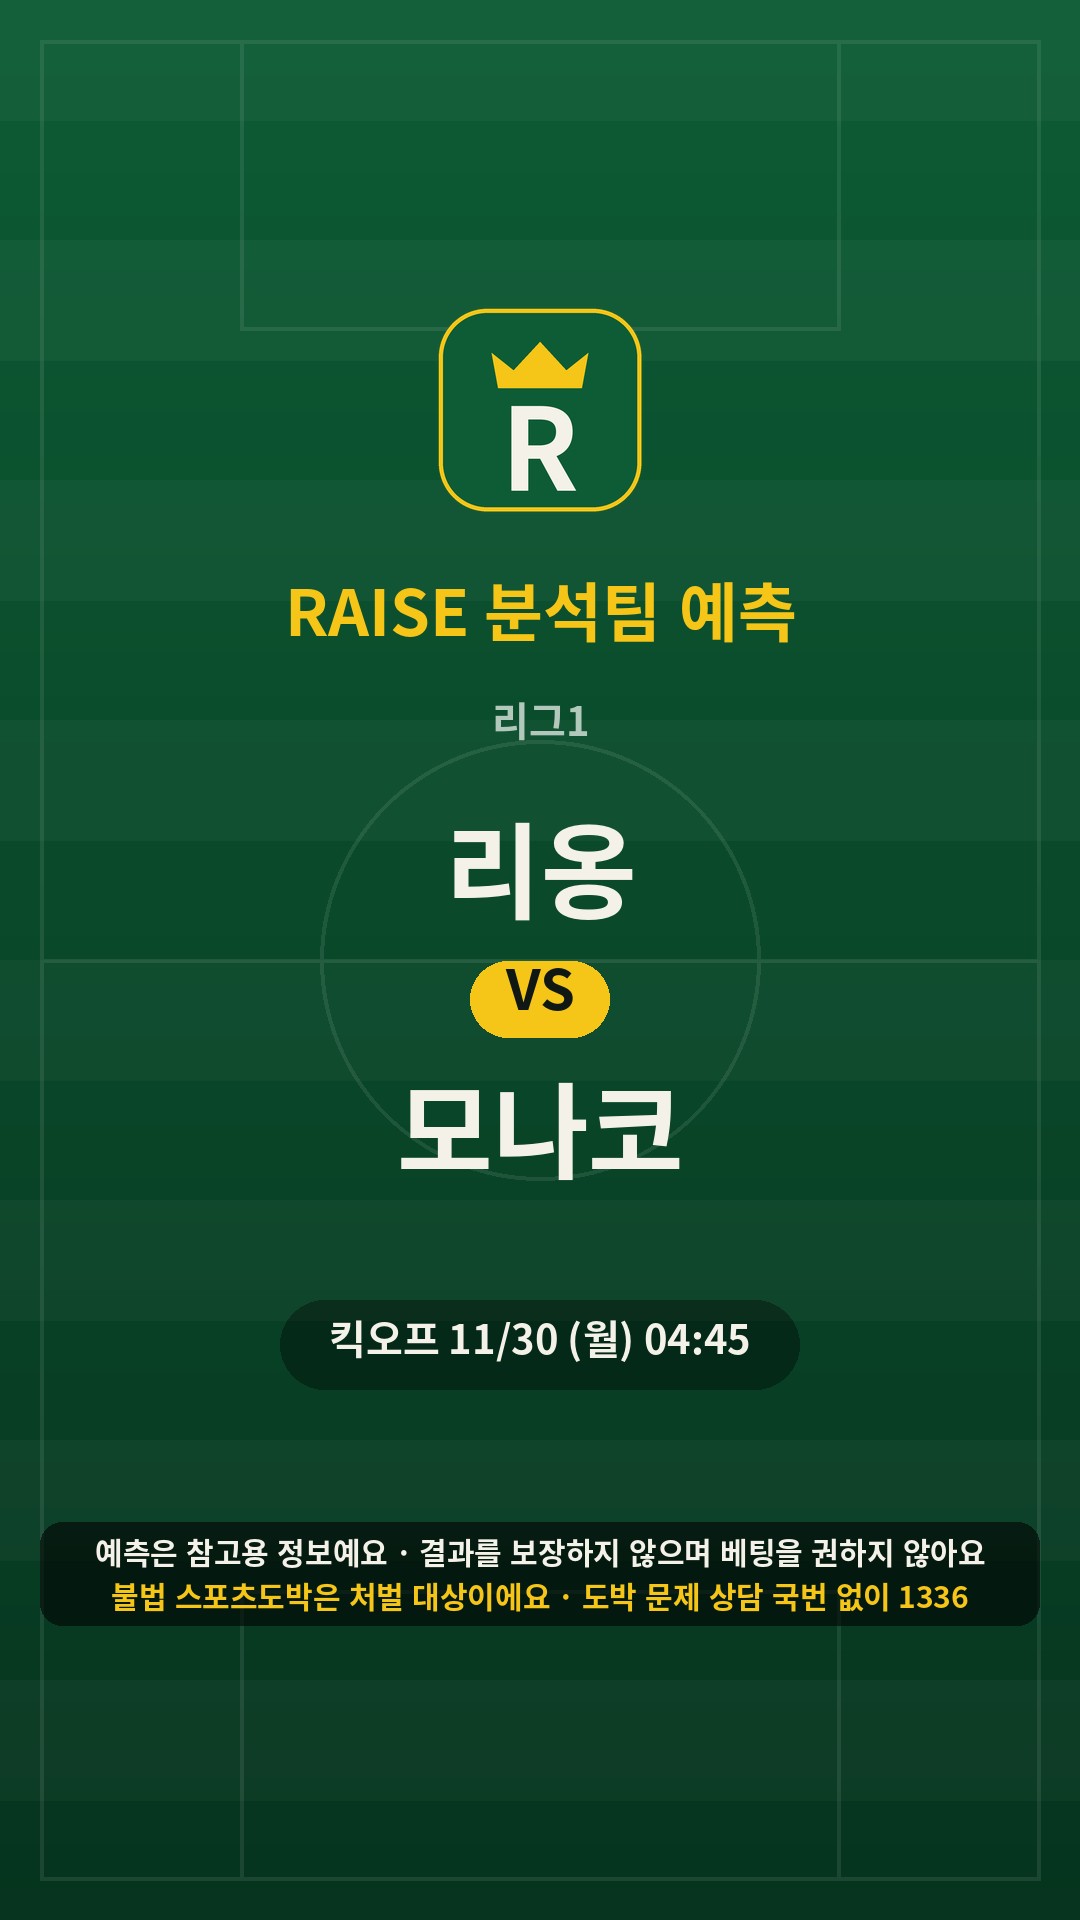 R
RAISE 분석팀 예측
리그1
리옹
VS
모나코
킥오프 11/30 (월) 04:45
예측은 참고용 정보예요 · 결과를 보장하지 않으며 베팅을 권하지 않아요
불법 스포츠도박은 처벌 대상이에요 · 도박 문제 상담 국번 없이 1336